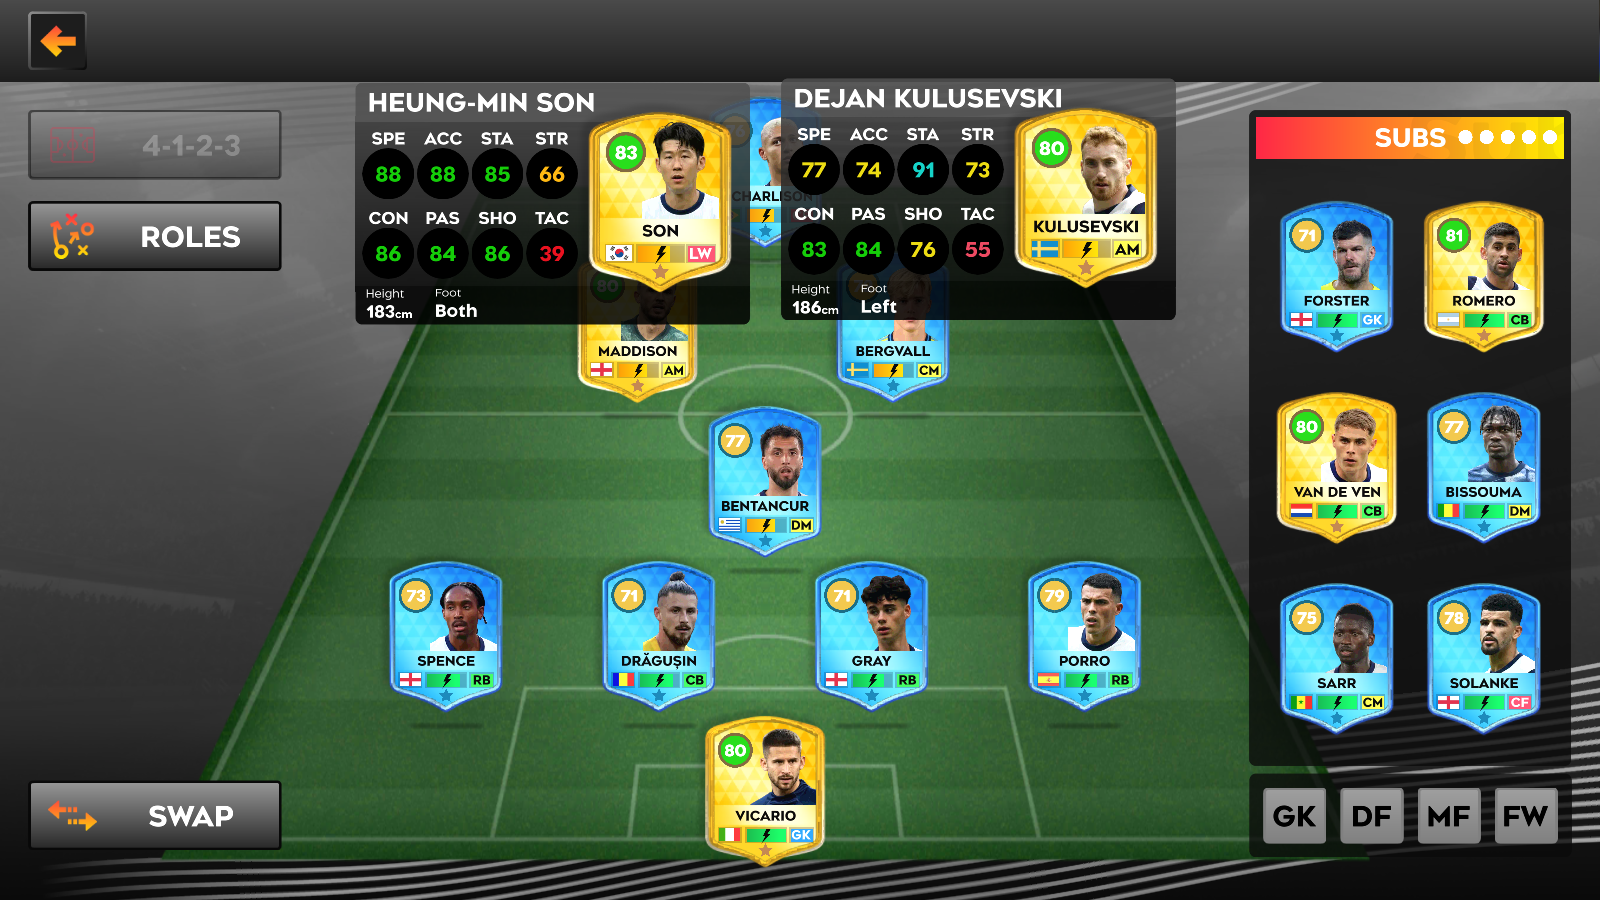 4-1-2-3
ROLES
SWAP
HEUNG-MIN SON
SPE ACC STA STR
88 88 85 66
CON PAS SHO TAC
86 84 86 39
Height Foot
183cm Both
83
SON
LW
DEJAN KULUSEVSKI
SPE ACC STA STR
77 74 91 73
CON PAS SHO TAC
83 84 76 55
Height Foot
186cm Left
80
KULUSEVSKI
AM
CHARLISON
80
MADDISON
AM
BERGVALL
CM
77
BENTANCUR
DM
73
SPENCE
RB
71
DRĂGUȘIN
CB
71
GRAY
RB
79
PORRO
RB
80
VICARIO
GK
SUBS
71
FORSTER
GK
81
ROMERO
CB
80
VAN DE VEN
CB
77
BISSOUMA
DM
75
SARR
CM
78
SOLANKE
CF
GK DF MF FW